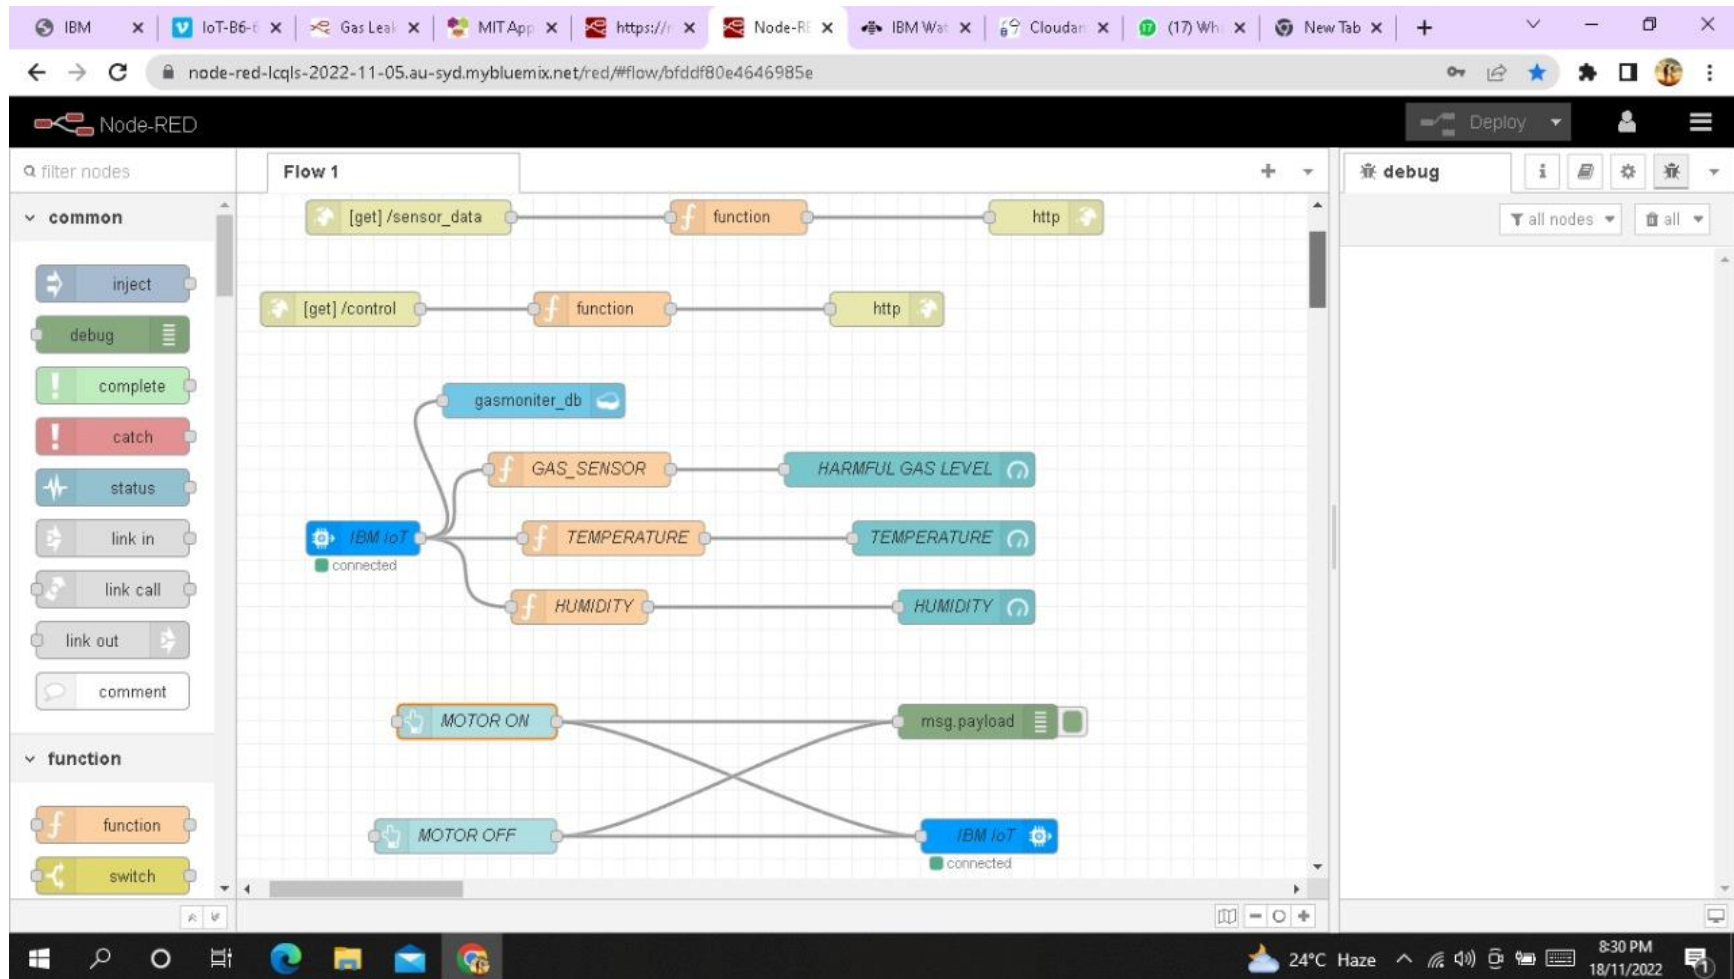 IBM IoT-B6-6 Gas Leak MIT App https://r Node-RE IBM Wat Cloudan (17) Wh New Tab
node-red-lcqls-2022-11-05.au-syd.mybluemix.net/red/#flow/bfddf80e4646985e
Node-RED Deploy
filter nodes Flow 1 debug
common [get] /sensor_data function http all nodes all
inject
[get] /control function http
debug
complete
gasmoniter_db
catch
GAS_SENSOR HARMFUL GAS LEVEL
status
link in IBM IoT TEMPERATURE TEMPERATURE
connected
link call
HUMIDITY HUMIDITY
link out
comment
MOTOR ON msg.payload
function
function
MOTOR OFF IBM IoT
connected
switch
24°C Haze
8:30 PM
18/11/2022